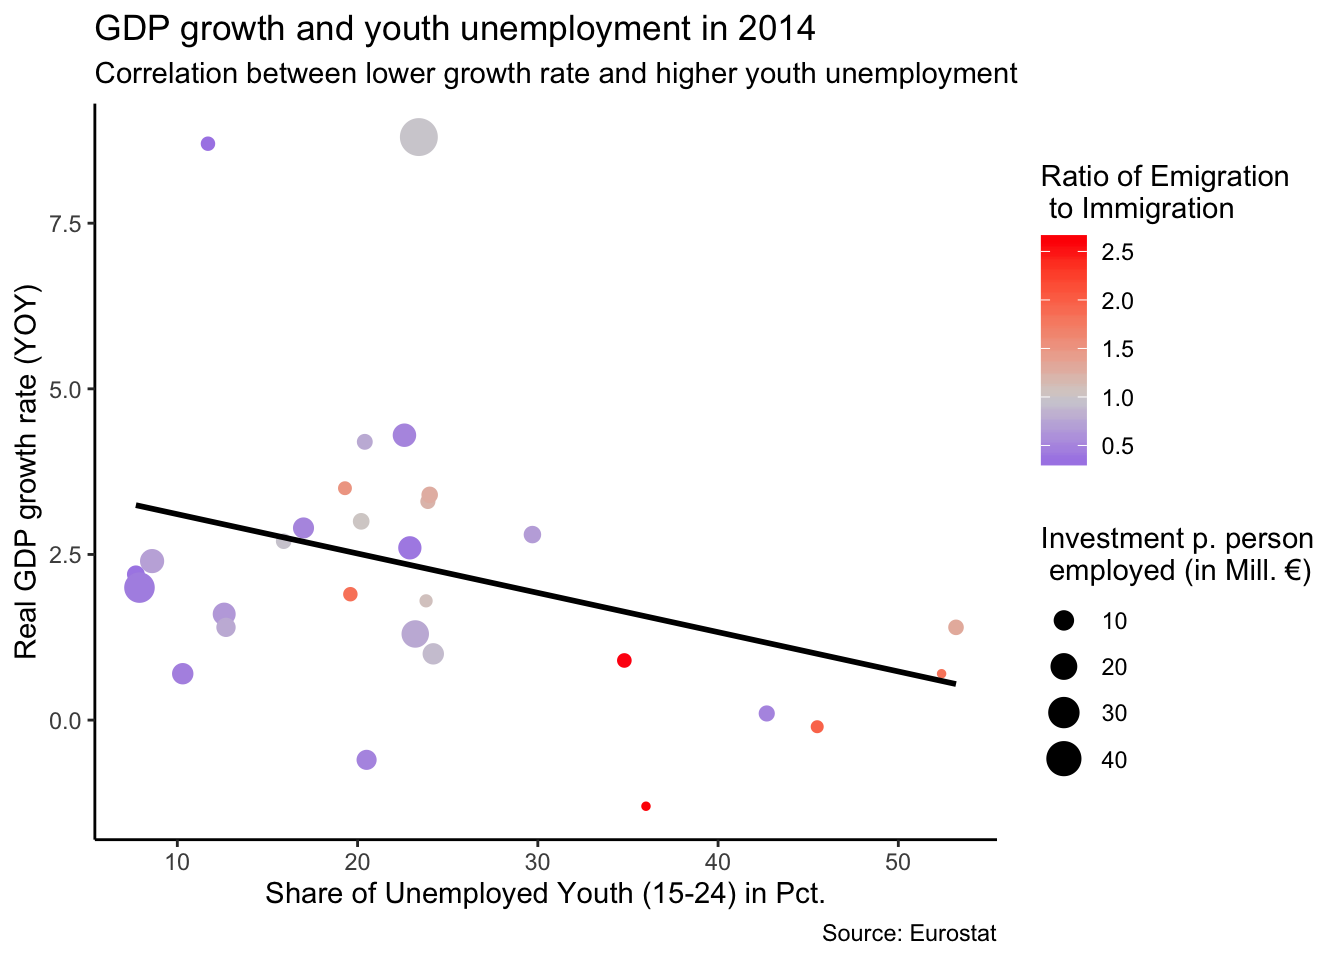 GDP growth and youth unemployment in 2014
Correlation between lower growth rate and higher youth unemployment
Real GDP growth rate (YOY)
7.5
5.0
2.5
0.0
10 20 30 40 50
Share of Unemployed Youth (15-24) in Pct.
Source: Eurostat
Ratio of Emigration
to Immigration
2.5
2.0
1.5
1.0
0.5
Investment p. person
employed (in Mill. €)
10
20
30
40